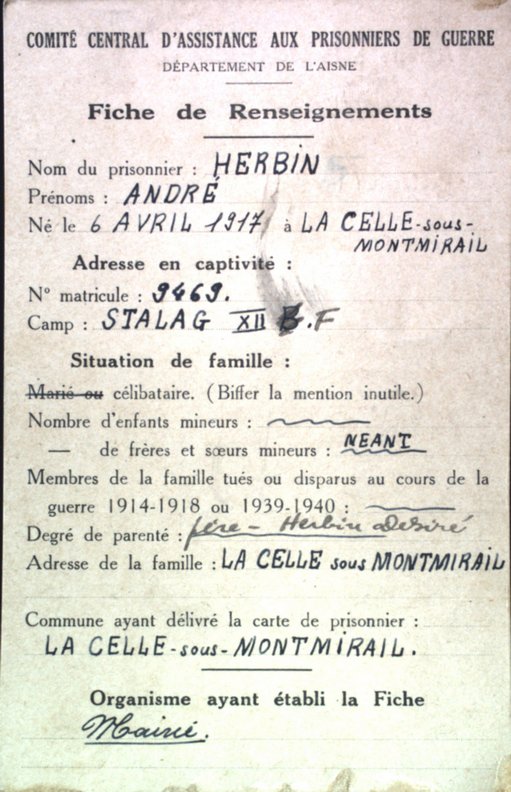 COMITÉ CENTRAL D'ASSISTANCE AUX PRISONNIERS DE GUERRE
DÉPARTEMENT DE L'AISNE
Fiche de Renseignements
Nom du prisonnier : HERBIN
Prénoms : ANDRÉ
Né le 6 AVRIL 1917 à LA CELLE-sous-
MONTMIRAIL
Adresse en captivité :
N° matricule : 9469.
Camp : STALAG XII B.F
Situation de famille :
Marié ou célibataire. (Biffer la mention inutile.)
Nombre d'enfants mineurs :
— de frères et sœurs mineurs : NEANT
Membres de la famille tués ou disparus au cours de la
guerre 1914-1918 ou 1939-1940 :
Degré de parenté : père - Herbin Désiré
Adresse de la famille : LA CELLE sous MONTMIRAIL
Commune ayant délivré la carte de prisonnier :
LA CELLE-sous-MONTMIRAIL.
Organisme ayant établi la Fiche
Mairie.